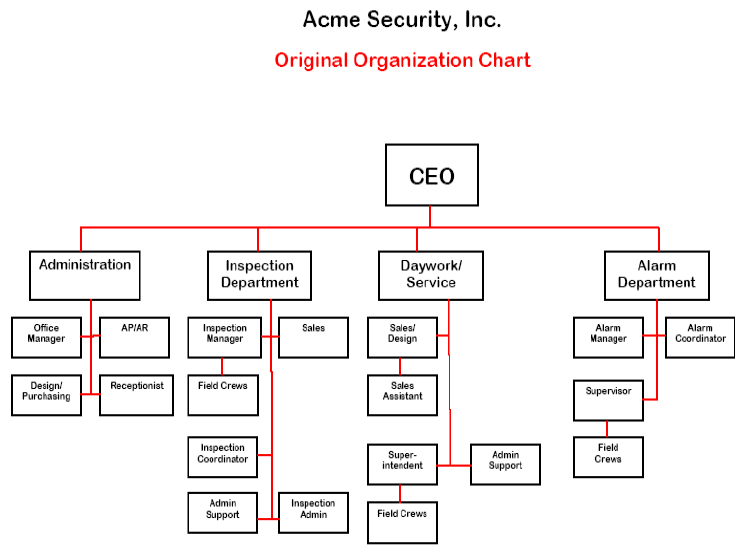 Acme Security, Inc.
Original Organization Chart
CEO
Administration
Inspection
Department
Daywork/
Service
Alarm
Department
Office
Manager
AP/AR
Inspection
Manager
Sales
Sales/
Design
Alarm
Manager
Alarm
Coordinator
Design/
Purchasing
Receptionist
Field Crews
Sales
Assistant
Supervisor
Inspection
Coordinator
Super-
intendent
Admin
Support
Field
Crews
Admin
Support
Inspection
Admin
Field Crews